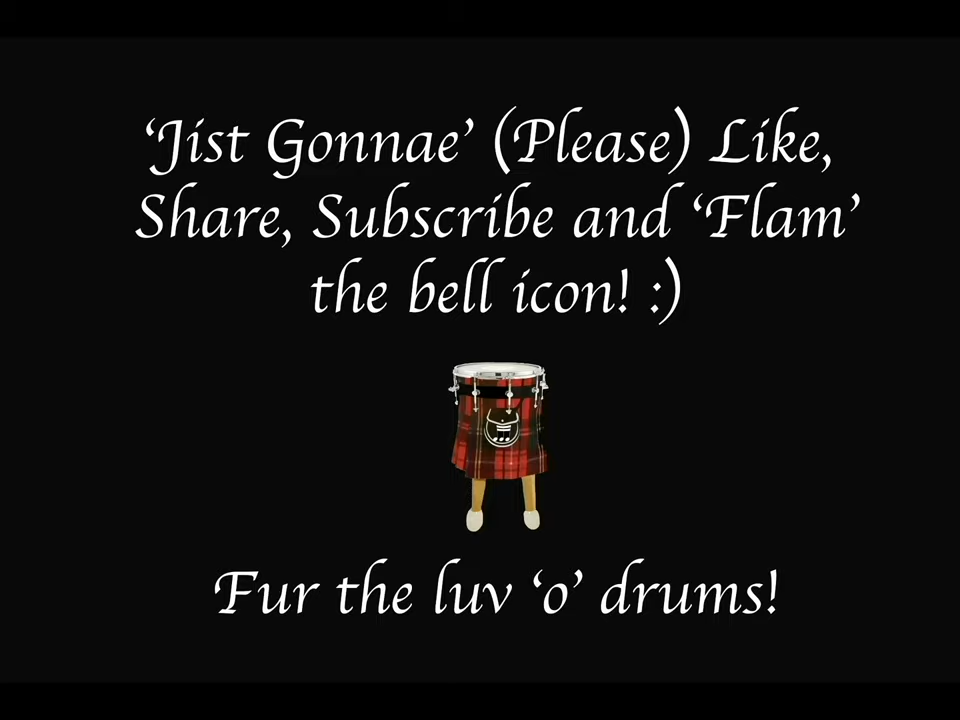 ‘Jist Gonnae’ (Please) Like,
Share, Subscribe and ‘Flam’
the bell icon! :)
Fur the luv ‘o’ drums!